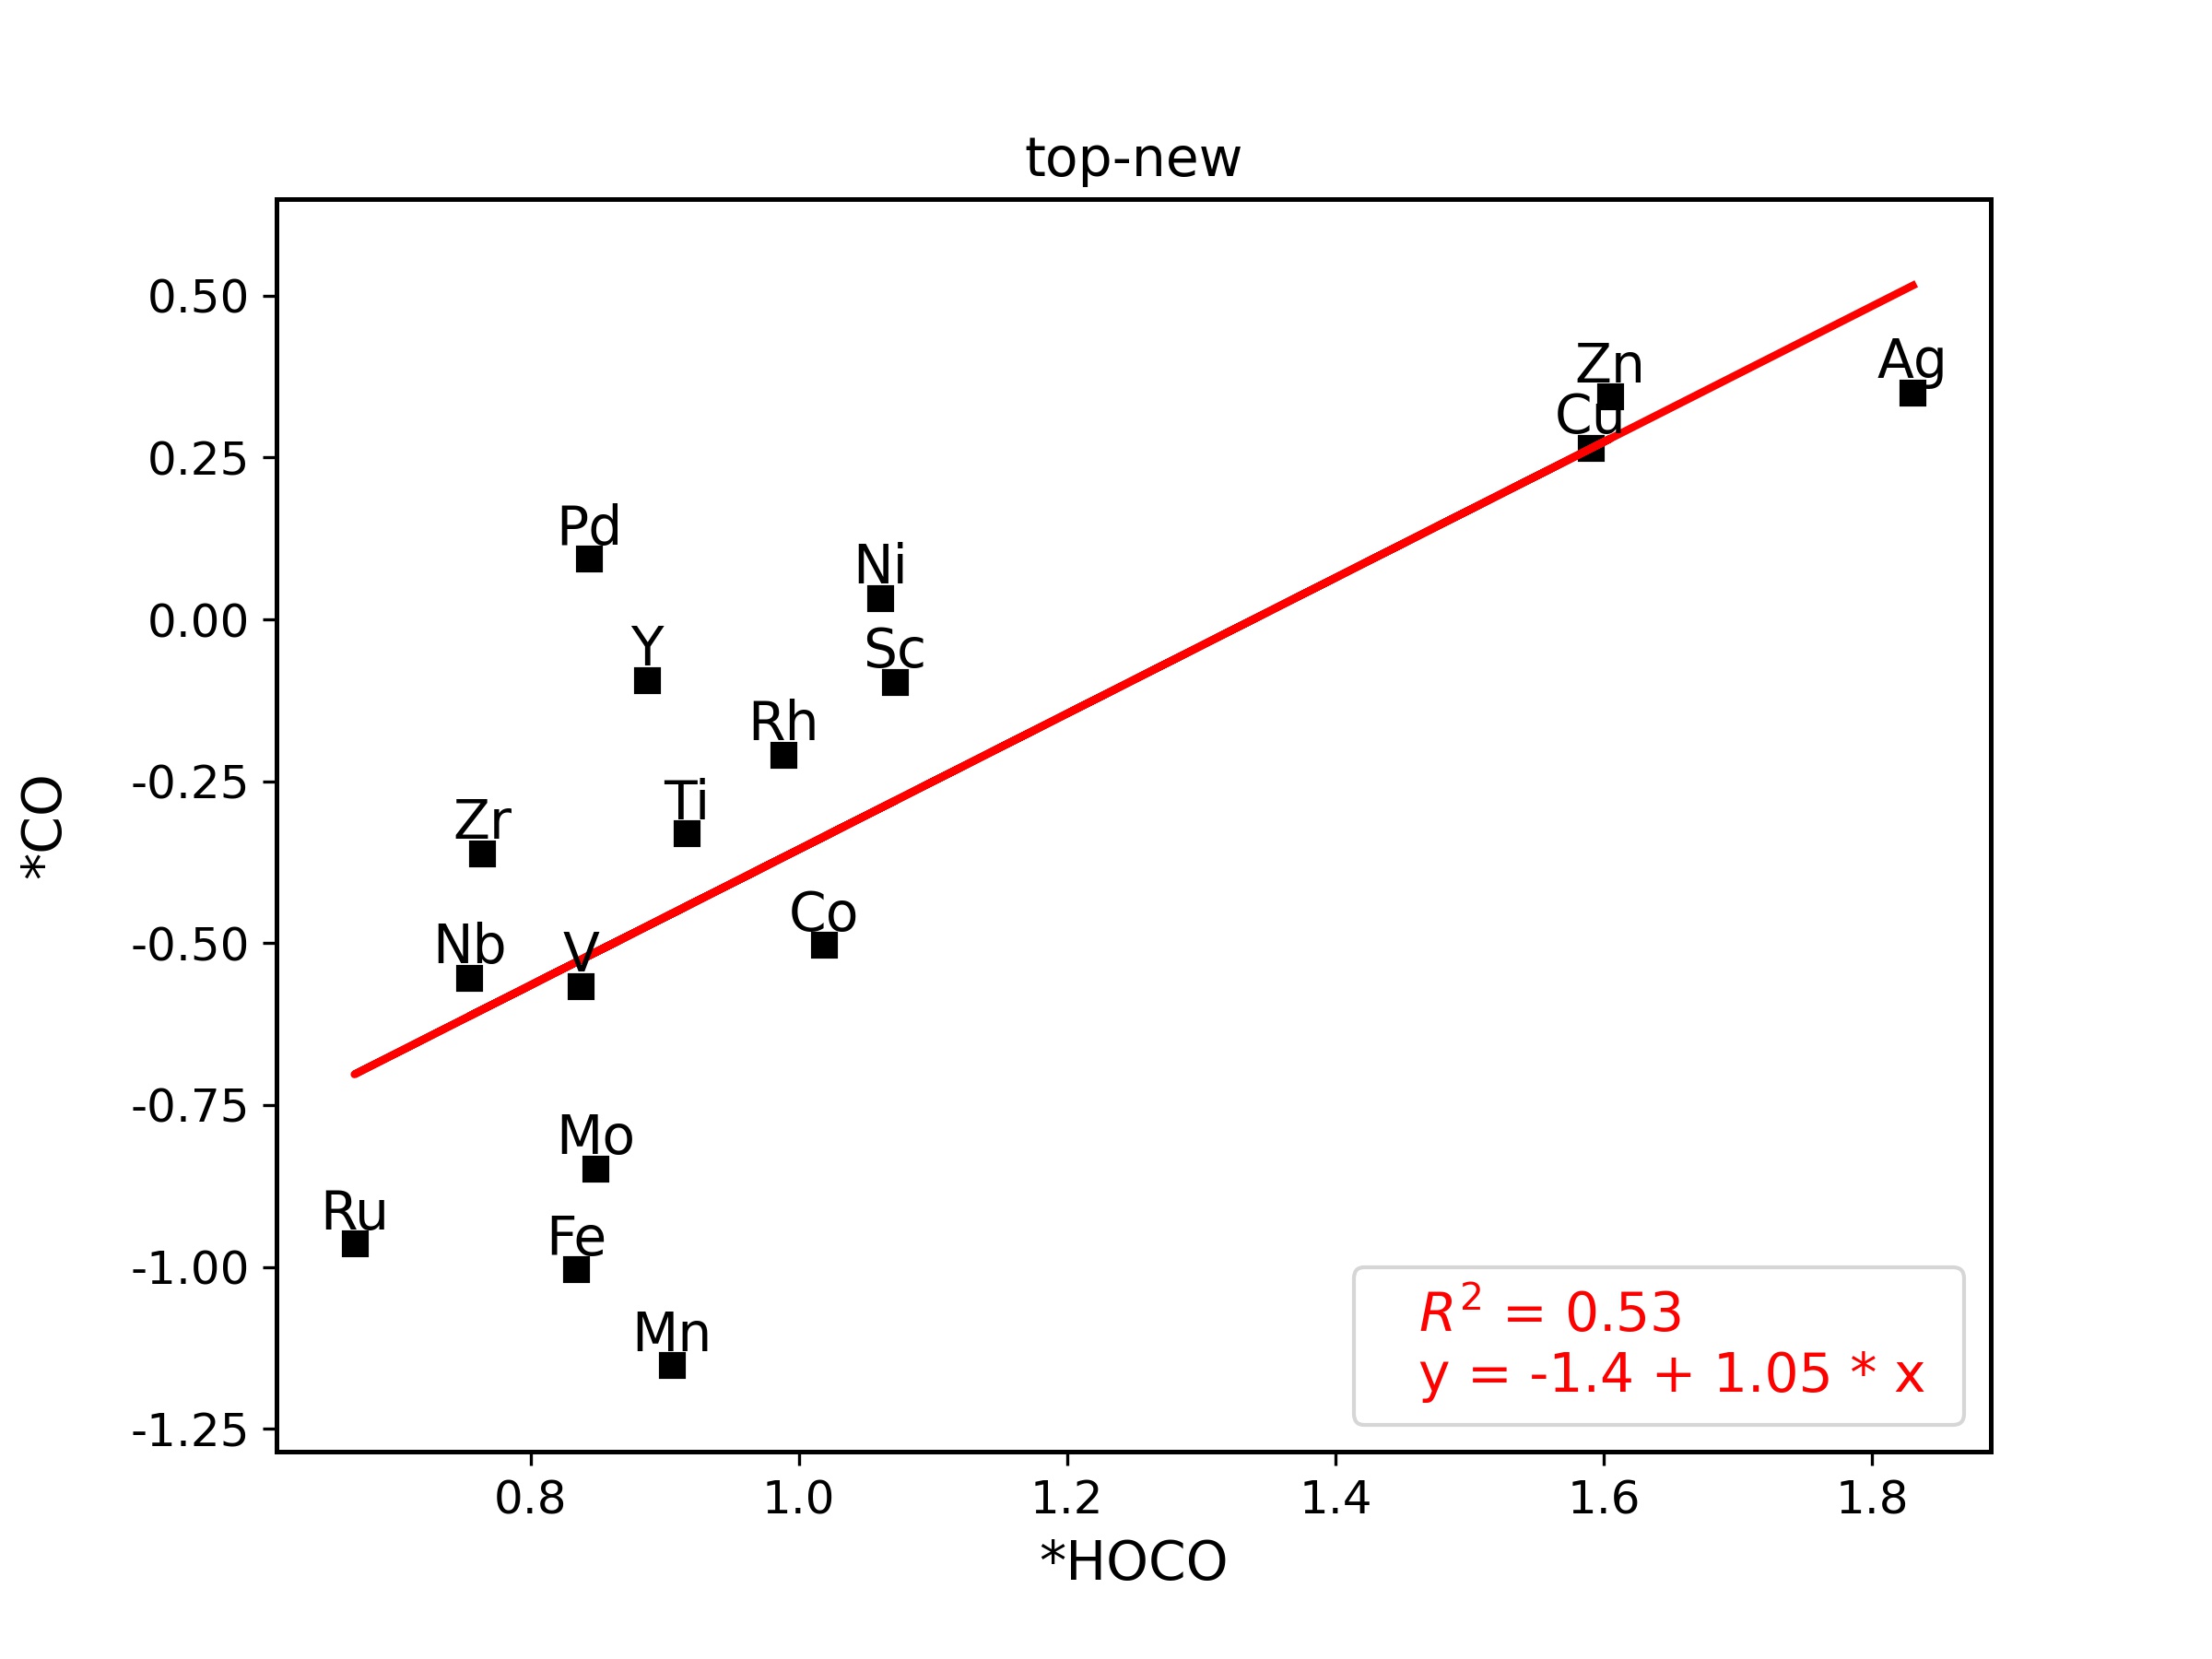 top-new
0.50
0.25
0.00
-0.25
-0.50
-0.75
-1.00
-1.25
*CO
Zn
Ag
Cu
Pd
Ni
Y
Sc
Rh
Ti
Zr
Co
Nb
V
Mo
Ru
Fe
Mn
R² = 0.53
y = -1.4 + 1.05 * x
0.8 1.0 1.2 1.4 1.6 1.8
*HOCO